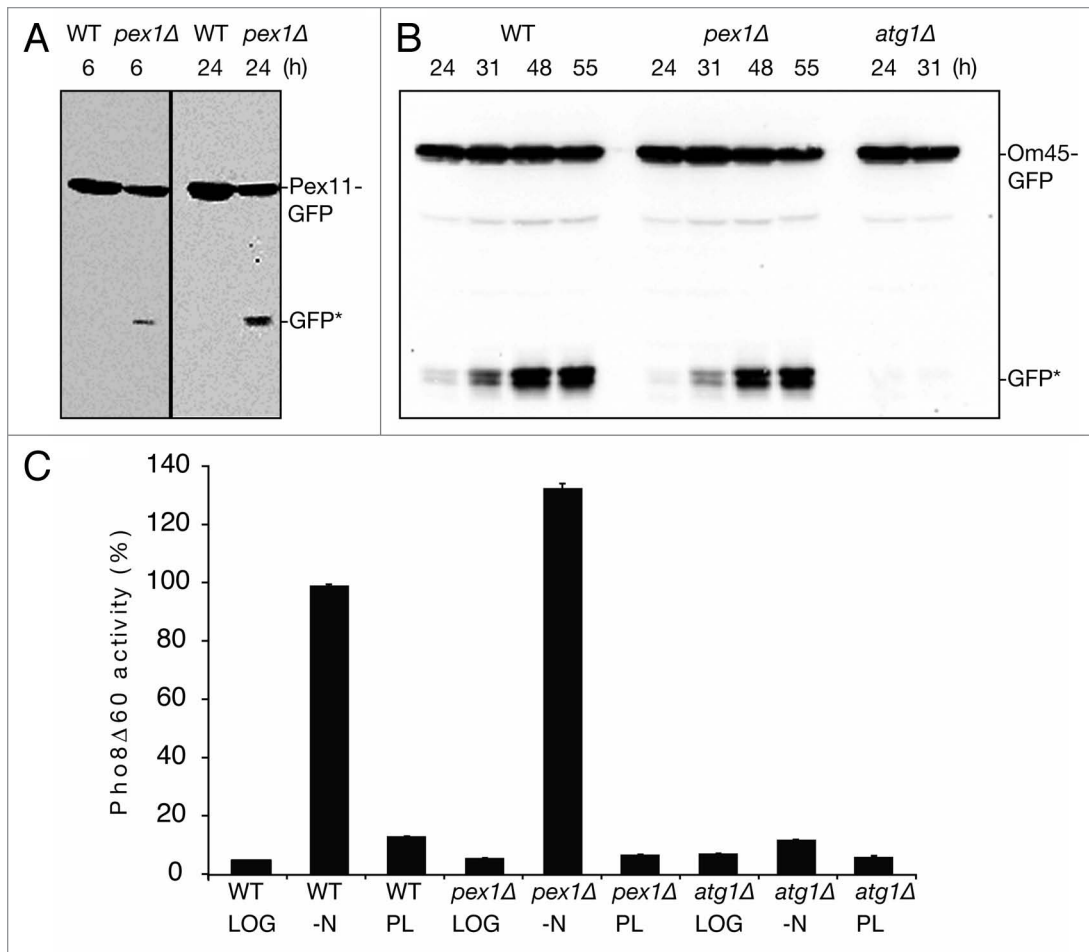 A
WT pex1Δ WT pex1Δ
6 6 24 24 (h)
Pex11-
GFP
GFP*
B
WT pex1Δ atg1Δ
24 31 48 55 24 31 48 55 24 31 (h)
Om45-
GFP
GFP*
C
Pho8Δ60 activity (%)
140
120
100
80
60
40
20
0
WT WT WT pex1Δ pex1Δ pex1Δ atg1Δ atg1Δ atg1Δ
LOG -N PL LOG -N PL LOG -N PL